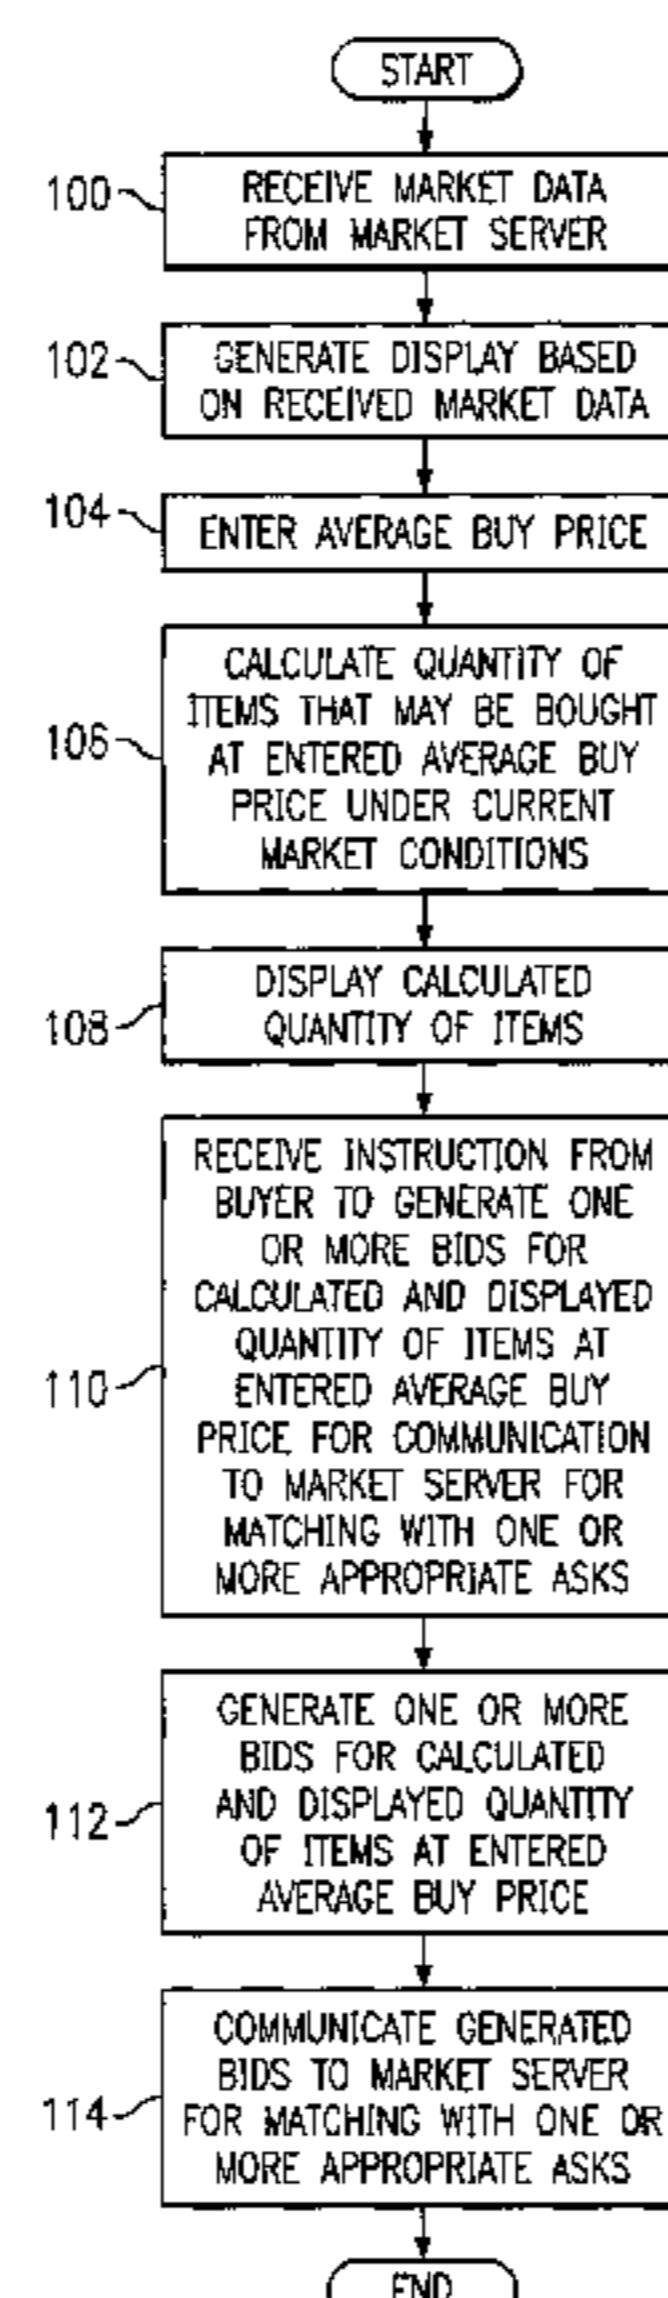 START
100
RECEIVE MARKET DATA
FROM MARKET SERVER
102
GENERATE DISPLAY BASED
ON RECEIVED MARKET DATA
104
ENTER AVERAGE BUY PRICE
106
CALCULATE QUANTITY OF
ITEMS THAT MAY BE BOUGHT
AT ENTERED AVERAGE BUY
PRICE UNDER CURRENT
MARKET CONDITIONS
108
DISPLAY CALCULATED
QUANTITY OF ITEMS
110
RECEIVE INSTRUCTION FROM
BUYER TO GENERATE ONE
OR MORE BIDS FOR
CALCULATED AND DISPLAYED
QUANTITY OF ITEMS AT
ENTERED AVERAGE BUY
PRICE FOR COMMUNICATION
TO MARKET SERVER FOR
MATCHING WITH ONE OR
MORE APPROPRIATE ASKS
112
GENERATE ONE OR MORE
BIDS FOR CALCULATED
AND DISPLAYED QUANTITY
OF ITEMS AT ENTERED
AVERAGE BUY PRICE
114
COMMUNICATE GENERATED
BIDS TO MARKET SERVER
FOR MATCHING WITH ONE OR
MORE APPROPRIATE ASKS
END